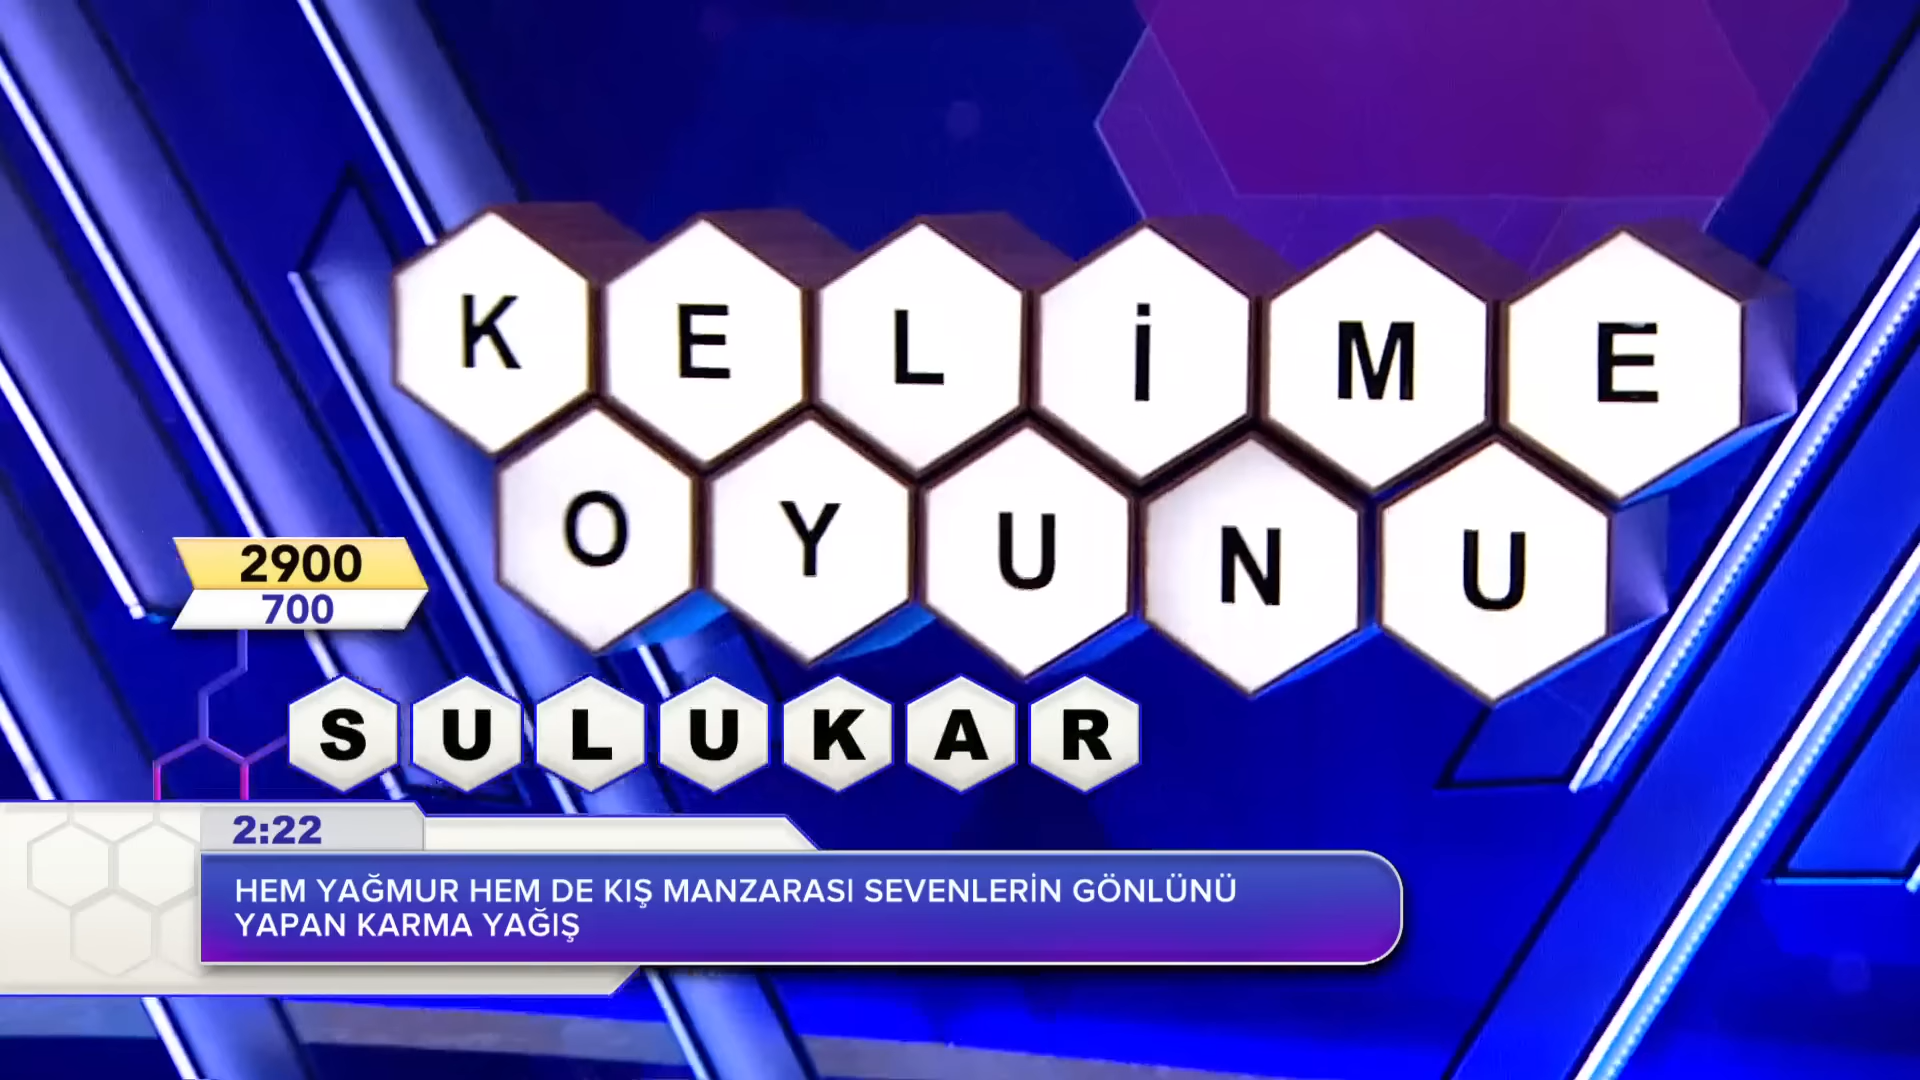 KELİME
OYUNU
2900
700
SULUKAR
2:22
HEM YAĞMUR HEM DE KIŞ MANZARASI SEVENLERİN GÖNLÜNÜ
YAPAN KARMA YAĞIŞ